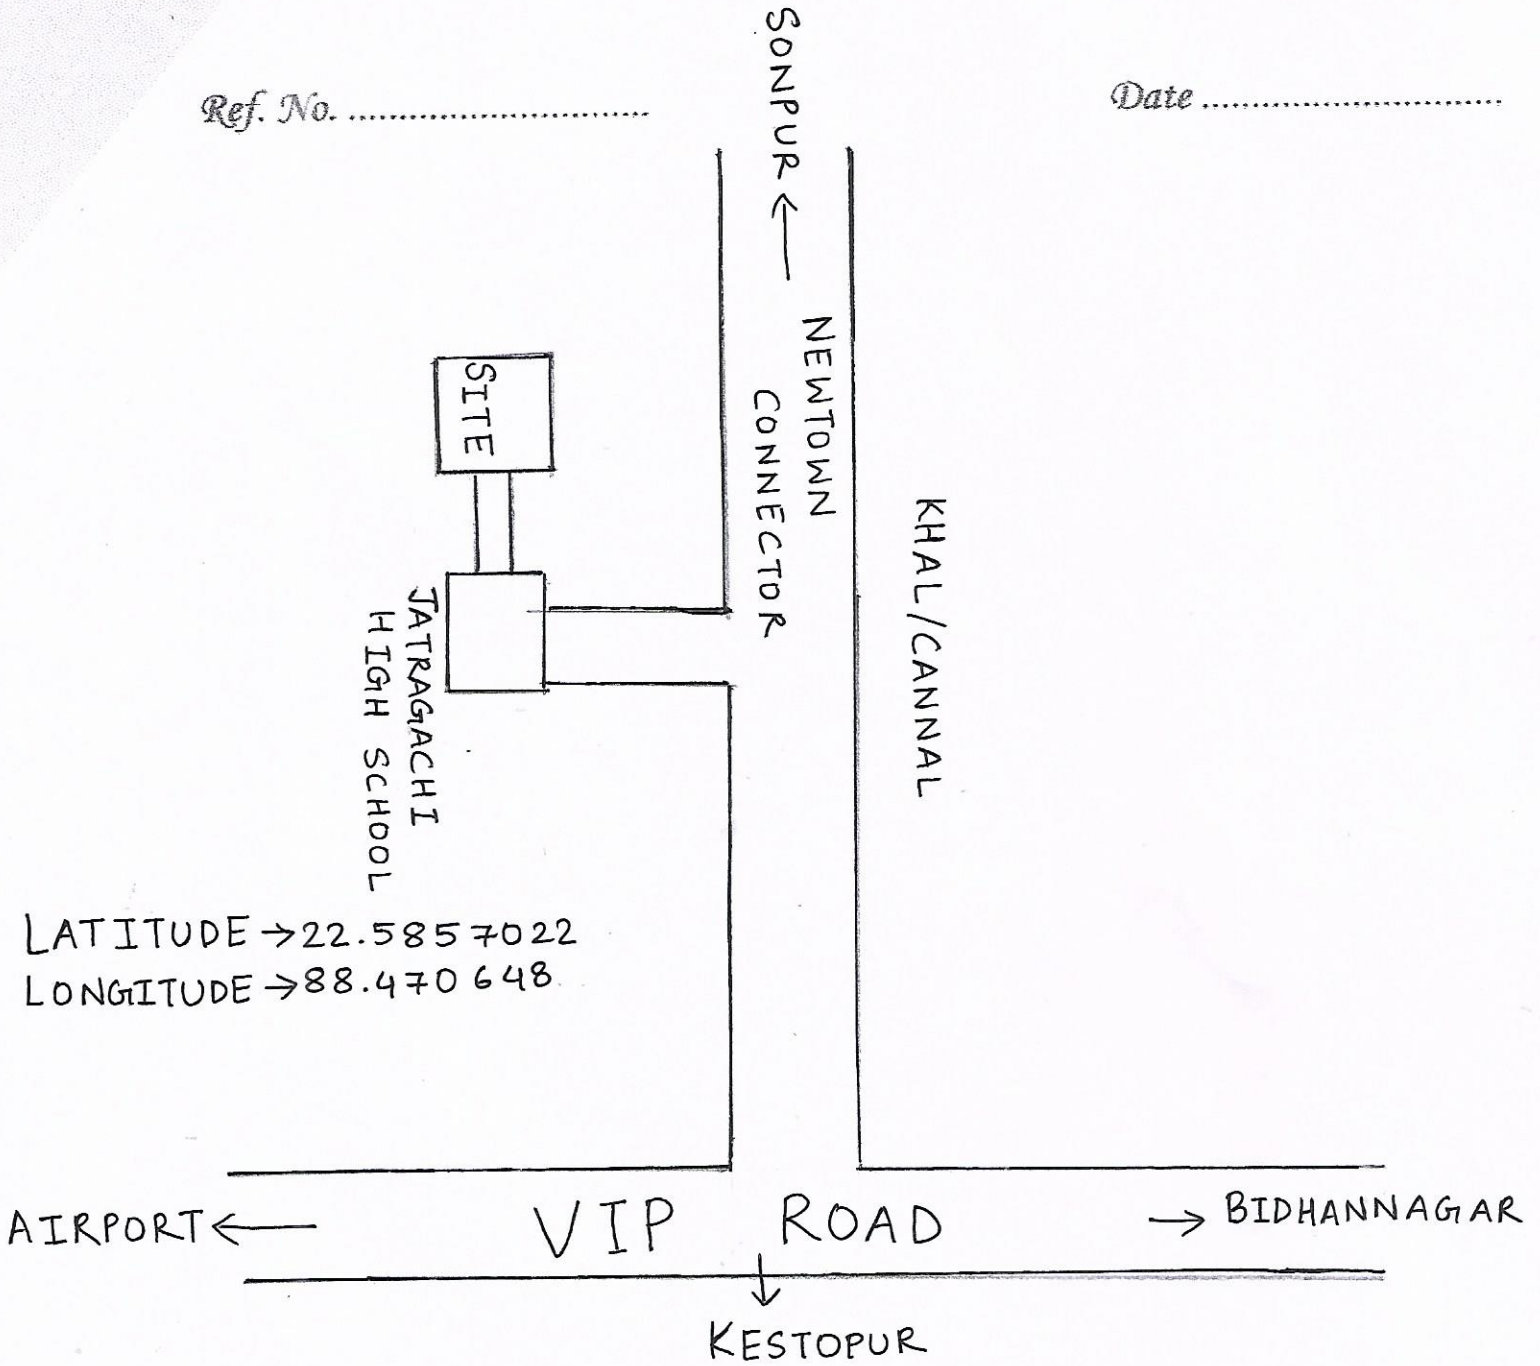 Ref. No. ..............................
Date ..............................
SONPUR ←
NEWTOWN
CONNECTOR
SITE
KHAL/CANNAL
JATRAGACHI
HIGH SCHOOL
LATITUDE →22.5857022
LONGITUDE →88.470648
AIRPORT ←
VIP ROAD
→ BIDHANNAGAR
↓
KESTOPUR